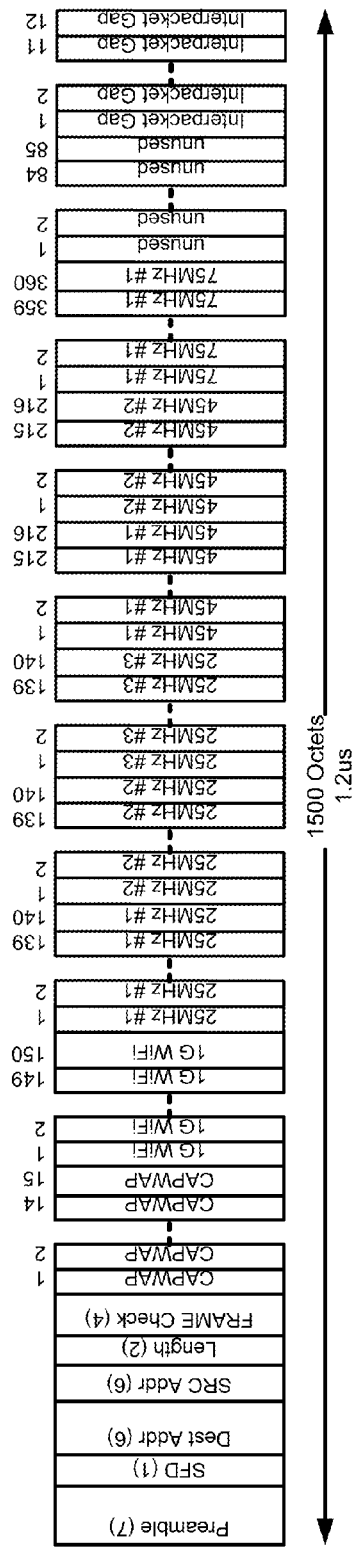 Preamble (7)
SFD (1)
Dest Addr (6)
SRC Addr (6)
Length (2)
FRAME Check (4)
CAPWAP 1
CAPWAP 2
CAPWAP 14
CAPWAP 15
1G WiFi 1
1G WiFi 2
1G WiFi 149
1G WiFi 150
25MHz #1 1
25MHz #1 2
25MHz #1 139
25MHz #1 140
25MHz #2 1
25MHz #2 2
25MHz #2 139
25MHz #2 140
25MHz #3 1
25MHz #3 2
25MHz #3 139
25MHz #3 140
45MHz #1 1
45MHz #1 2
45MHz #1 215
45MHz #1 216
45MHz #2 1
45MHz #2 2
45MHz #2 215
45MHz #2 216
75MHz #1 1
75MHz #1 2
75MHz #1 359
75MHz #1 360
unused 1
unused 2
unused 84
unused 85
Interpacket Gap 1
Interpacket Gap 2
Interpacket Gap 11
Interpacket Gap 12
1500 Octets
1.2us